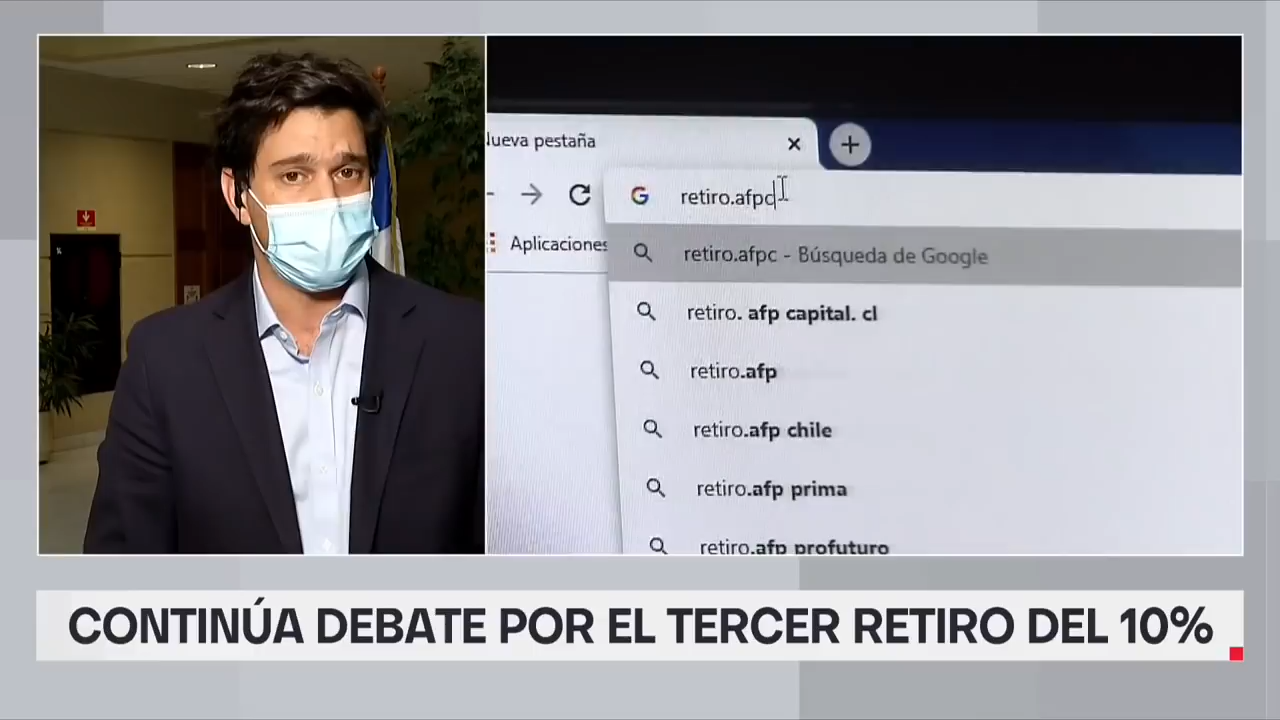 Nueva pestaña
retiro.afpc
Aplicaciones
retiro.afpc - Búsqueda de Google
retiro. afp capital. cl
retiro.afp
retiro.afp chile
retiro.afp prima
retiro.afp profuturo
CONTINÚA DEBATE POR EL TERCER RETIRO DEL 10%